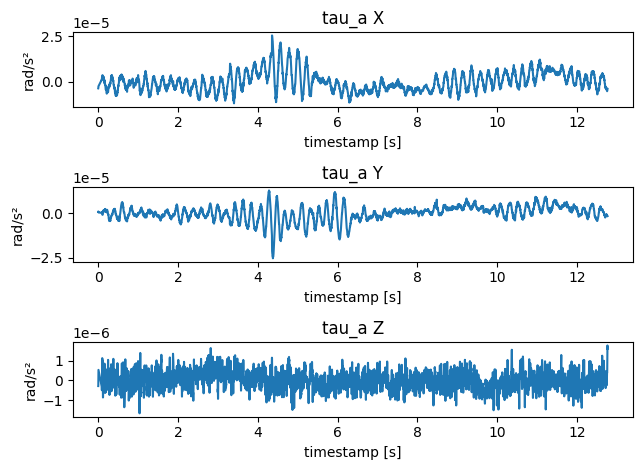 tau_a X
1e−5
2.5
0.0
rad/s²
0 2 4 6 8 10 12
timestamp [s]
tau_a Y
1e−5
0.0
−2.5
rad/s²
0 2 4 6 8 10 12
timestamp [s]
tau_a Z
1e−6
1
0
−1
rad/s²
0 2 4 6 8 10 12
timestamp [s]